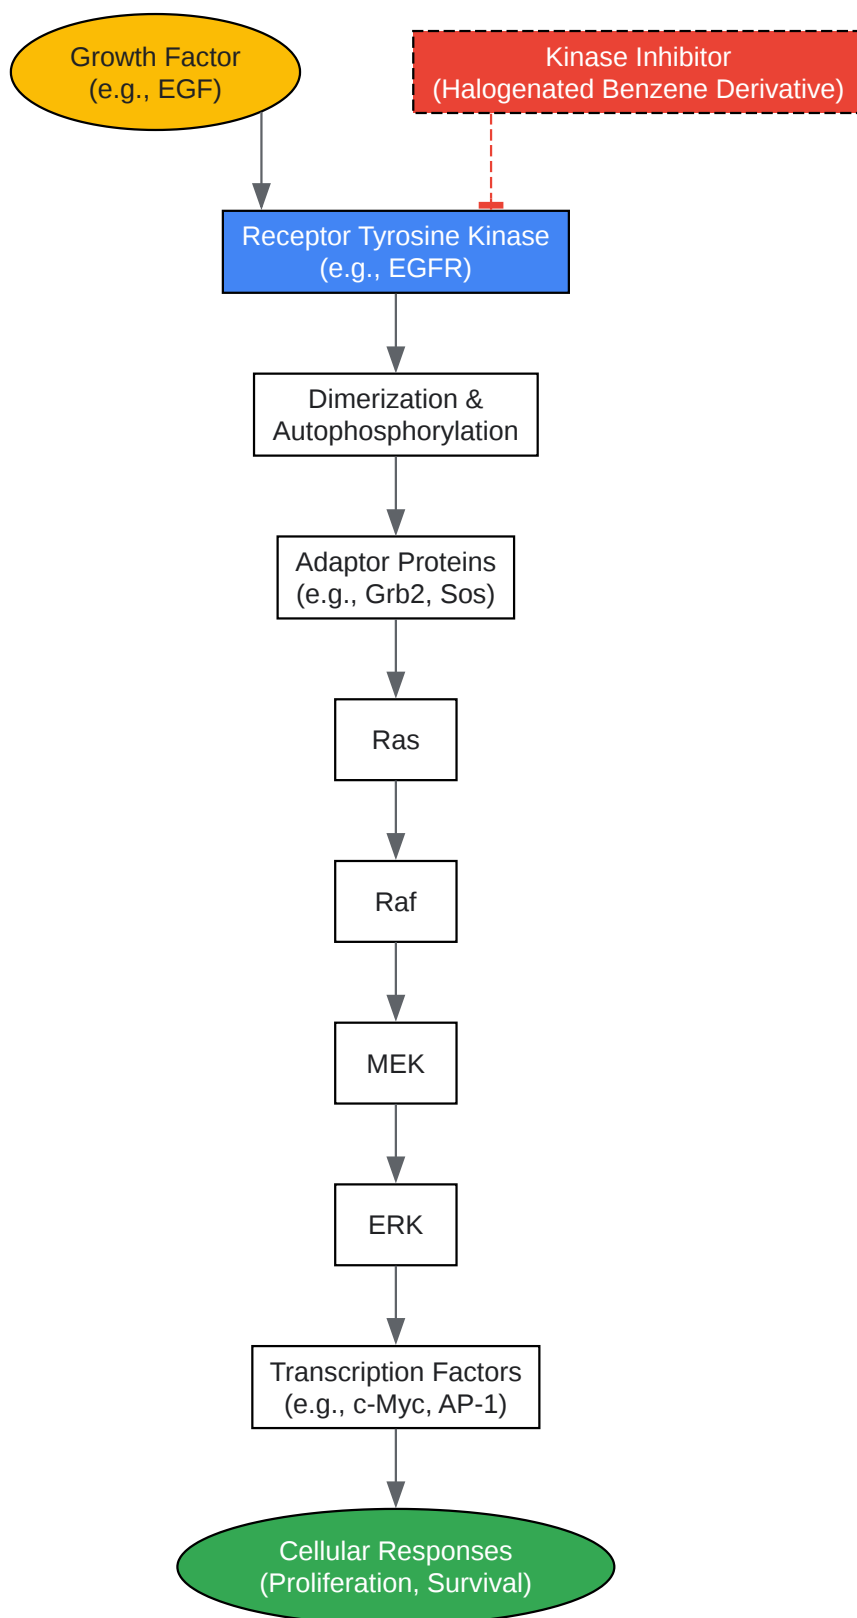 Growth Factor
(e.g., EGF)
Kinase Inhibitor
(Halogenated Benzene Derivative)
Receptor Tyrosine Kinase
(e.g., EGFR)
Dimerization &
Autophosphorylation
Adaptor Proteins
(e.g., Grb2, Sos)
Ras
Raf
MEK
ERK
Transcription Factors
(e.g., c-Myc, AP-1)
Cellular Responses
(Proliferation, Survival)